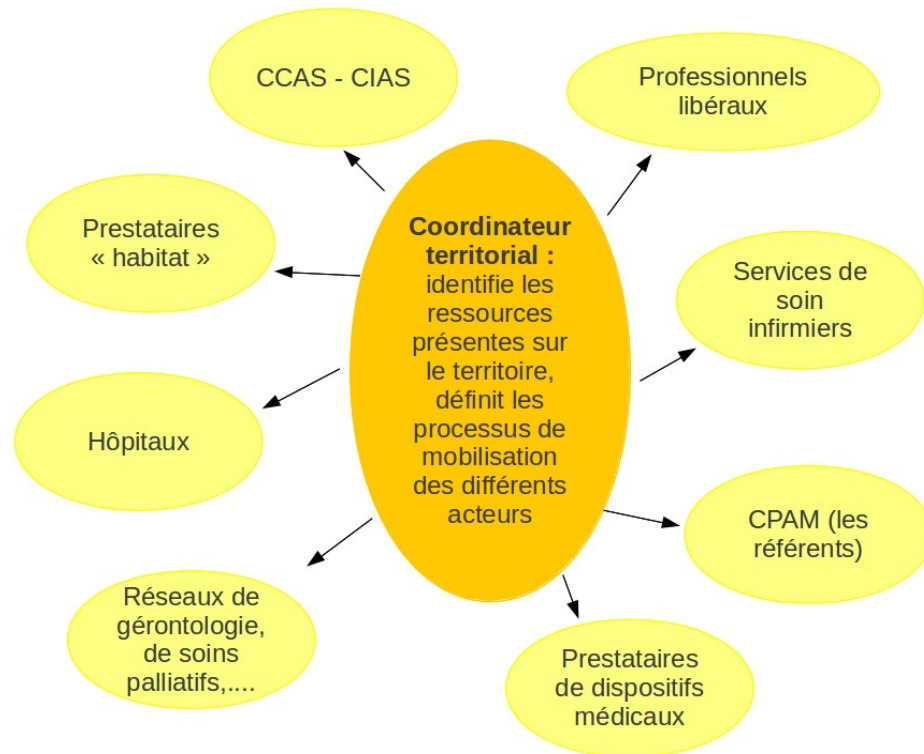 CCAS - CIAS
Professionnels
libéraux
Prestataires
« habitat »
Coordinateur
territorial :
identifie les
ressources
présentes sur
le territoire,
définit les
processus de
mobilisation
des différents
acteurs
Services de
soin
infirmiers
Hôpitaux
CPAM (les
référents)
Réseaux de
gérontologie,
de soins
palliatifs,....
Prestataires
de dispositifs
médicaux